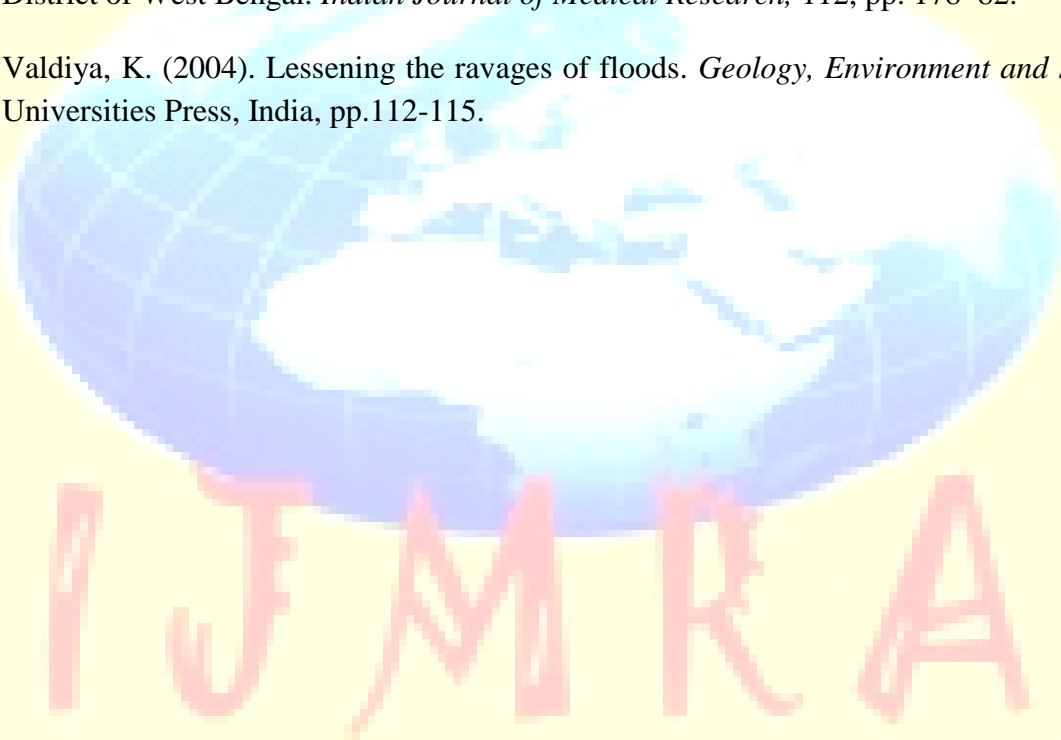 District of West Bengal. Indian Journal of Medical Research, 112, pp. 178–82.
Valdiya, K. (2004). Lessening the ravages of floods. Geology, Environment and
Universities Press, India, pp.112-115.
IJMRA